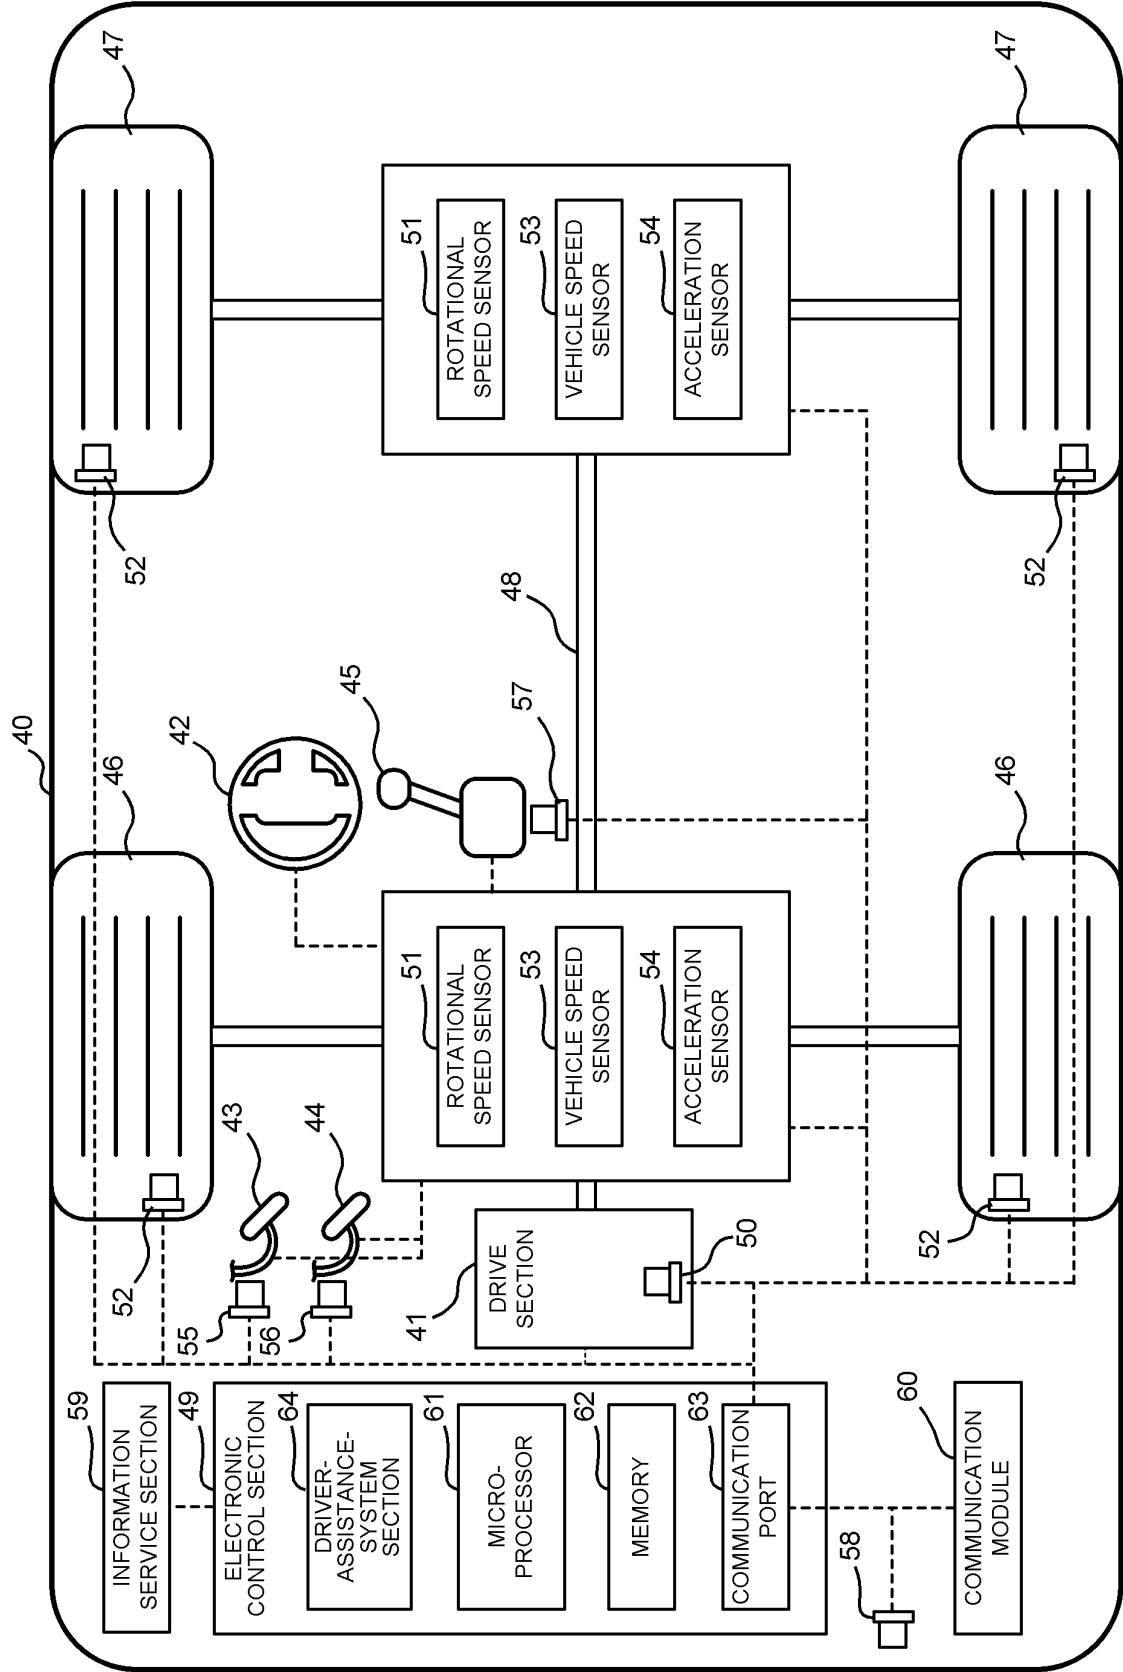 40
59
46
47
INFORMATION
SERVICE SECTION
52
52
49
55
42
43
ELECTRONIC
CONTROL SECTION
56
64
44
DRIVER-
ASSISTANCE-
SYSTEM
SECTION
45
61
41
51
51
ROTATIONAL
SPEED SENSOR
ROTATIONAL
SPEED SENSOR
MICRO-
PROCESSOR
DRIVE
SECTION
48
57
53
53
VEHICLE SPEED
SENSOR
VEHICLE SPEED
SENSOR
62
MEMORY
54
54
ACCELERATION
SENSOR
ACCELERATION
SENSOR
63
COMMUNICATION
PORT
50
58
60
52
COMMUNICATION
MODULE
46
47
52